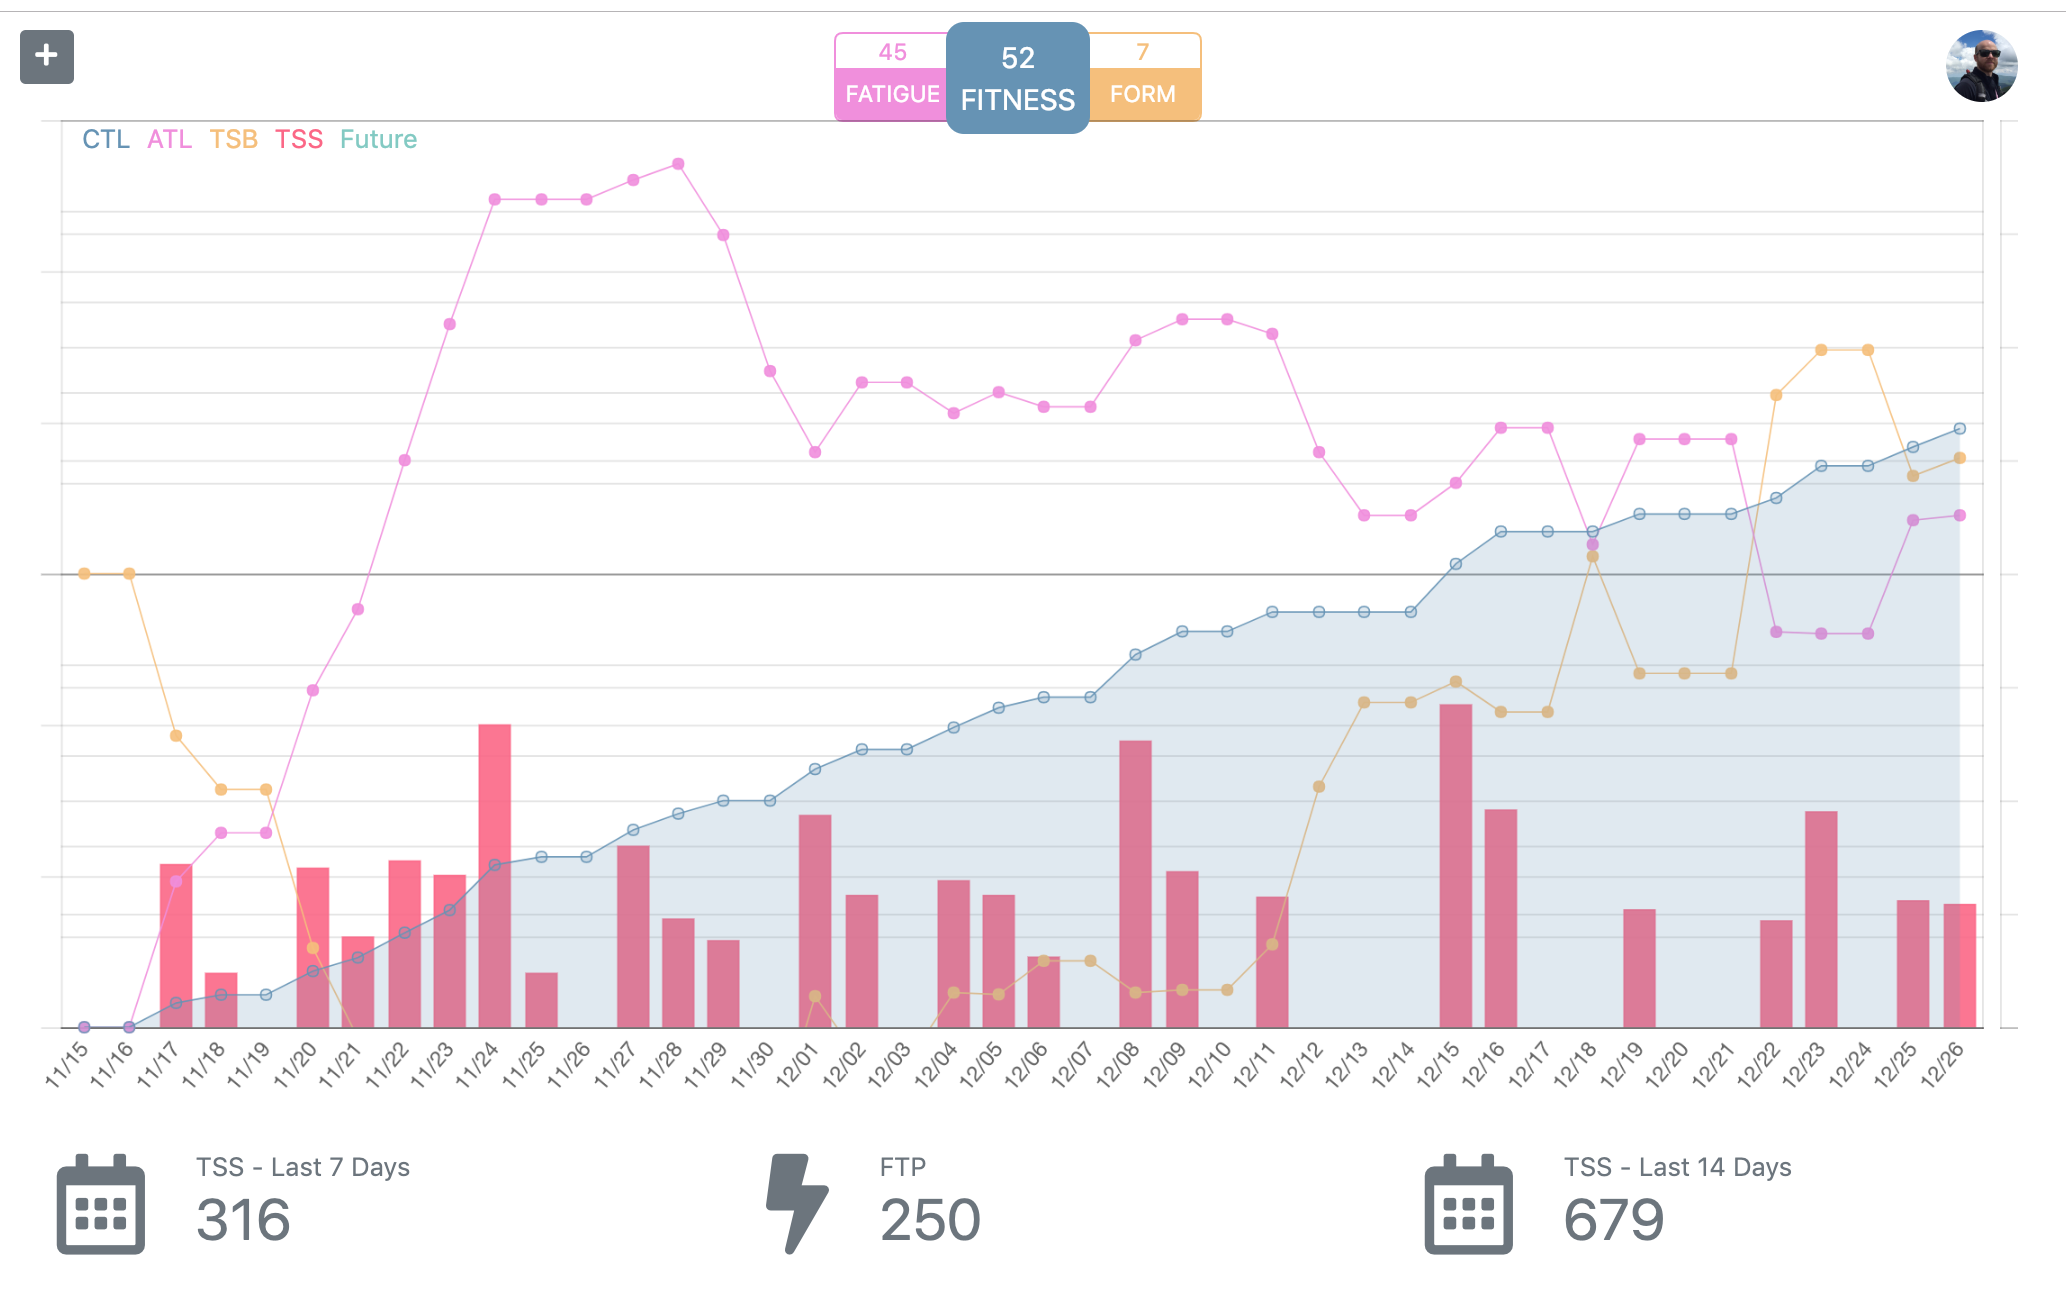 45 52 7
FATIGUE FITNESS FORM
CTL ATL TSB TSS Future
11/15 11/16 11/17 11/18 11/19 11/20 11/21 11/22 11/23 11/24 11/25 11/26 11/27 11/28 11/29 11/30 12/01 12/02 12/03 12/04 12/05 12/06 12/07 12/08 12/09 12/10 12/11 12/12 12/13 12/14 12/15 12/16 12/17 12/18 12/19 12/20 12/21 12/22 12/23 12/24 12/25 12/26
TSS - Last 7 Days
316
FTP
250
TSS - Last 14 Days
679